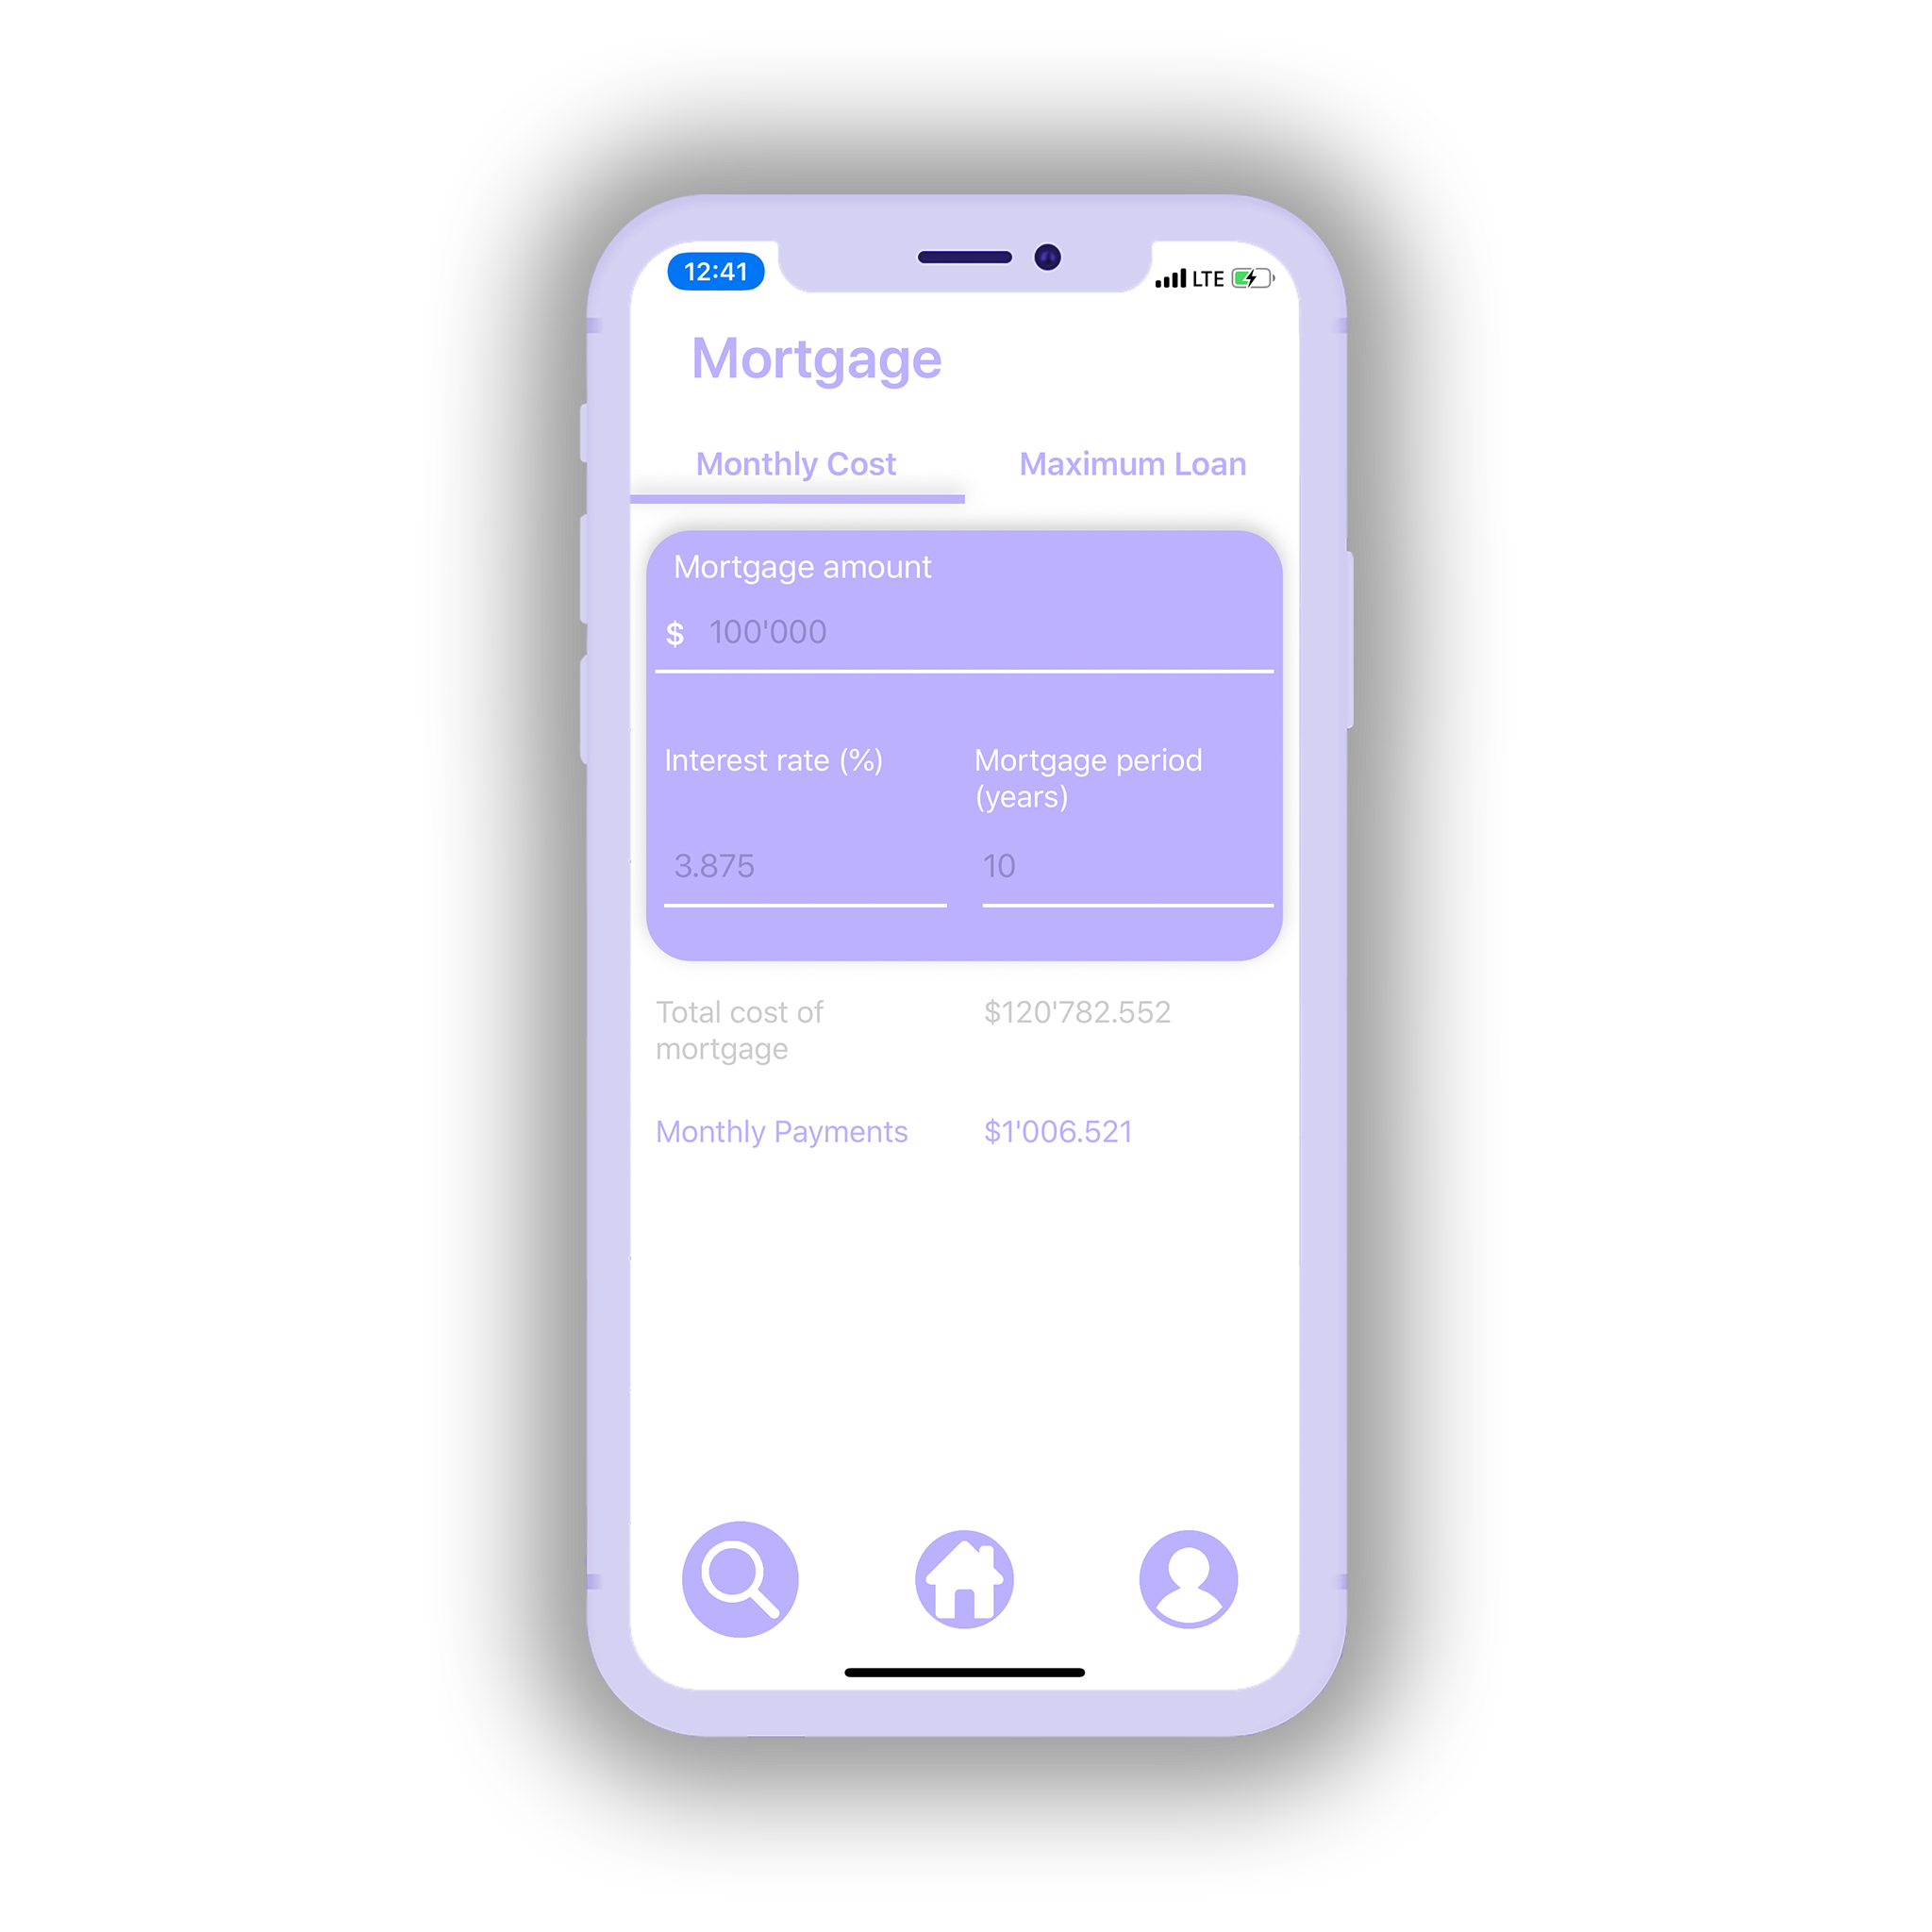 12:41
LTE
Mortgage
Monthly Cost
Maximum Loan
Mortgage amount
$ 100'000
Interest rate (%)
Mortgage period
(years)
3.875
10
Total cost of
mortgage
$120'782.552
Monthly Payments
$1'006.521